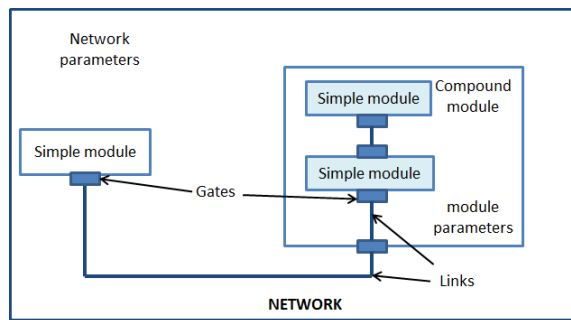 Network
parameters
Simple module
Compound
module
Simple module
Simple module
Gates
module
parameters
Links
NETWORK